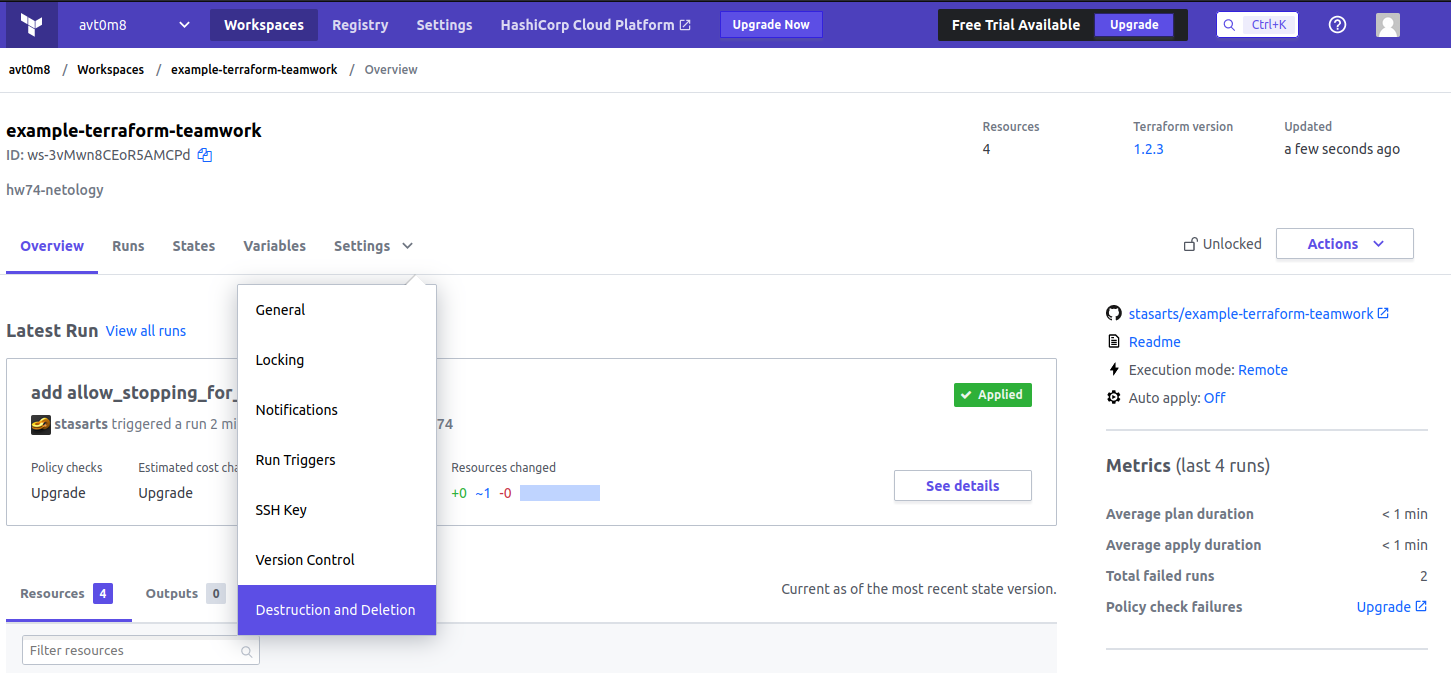 avt0m8 Workspaces Registry Settings HashiCorp Cloud Platform Upgrade Now Free Trial Available Upgrade Ctrl+K
avt0m8 / Workspaces / example-terraform-teamwork / Overview
example-terraform-teamwork
ID: ws-3vMwn8CEoR5AMCPd
hw74-netology
Resources
4
Terraform version
1.2.3
Updated
a few seconds ago
Overview Runs States Variables Settings
Unlocked Actions
General
Locking
Notifications
Run Triggers
SSH Key
Version Control
Destruction and Deletion
Latest Run View all runs
add allow_stopping_for_
Applied
stasarts triggered a run 2 mi 74
Policy checks
Upgrade
Estimated cost cha
Upgrade
Resources changed
+0 ~1 -0
See details
Resources 4 Outputs 0
Current as of the most recent state version.
Filter resources
stasarts/example-terraform-teamwork
Readme
Execution mode: Remote
Auto apply: Off
Metrics (last 4 runs)
Average plan duration < 1 min
Average apply duration < 1 min
Total failed runs 2
Policy check failures Upgrade